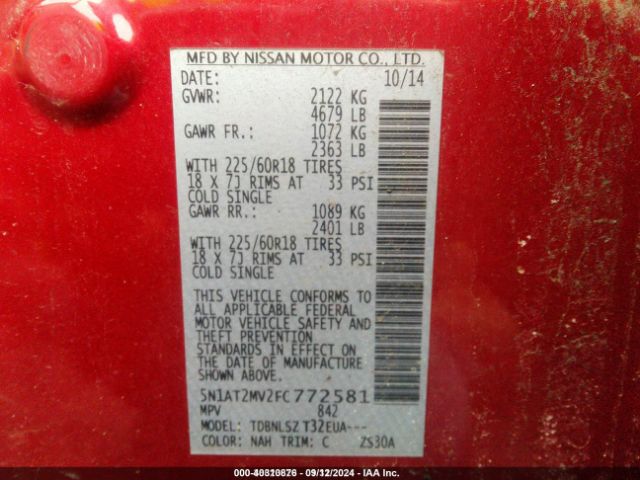 MFD BY NISSAN MOTOR CO., LTD.
DATE: 10/14
GVWR: 2122 KG
4679 LB
GAWR FR.: 1072 KG
2363 LB
WITH 225/60R18 TIRES
18 X 7J RIMS AT 33 PSI
COLD SINGLE
GAWR RR.: 1089 KG
2401 LB
WITH 225/60R18 TIRES
18 X 7J RIMS AT 33 PSI
COLD SINGLE
THIS VEHICLE CONFORMS TO
ALL APPLICABLE FEDERAL
MOTOR VEHICLE SAFETY AND
THEFT PREVENTION
STANDARDS IN EFFECT ON
THE DATE OF MANUFACTURE
SHOWN ABOVE.
5N1AT2MV2FC772581
MPV 842
MODEL: TDBNLSZ T32EUA---
COLOR: NAH TRIM: C ZS30A
- IAA Inc.